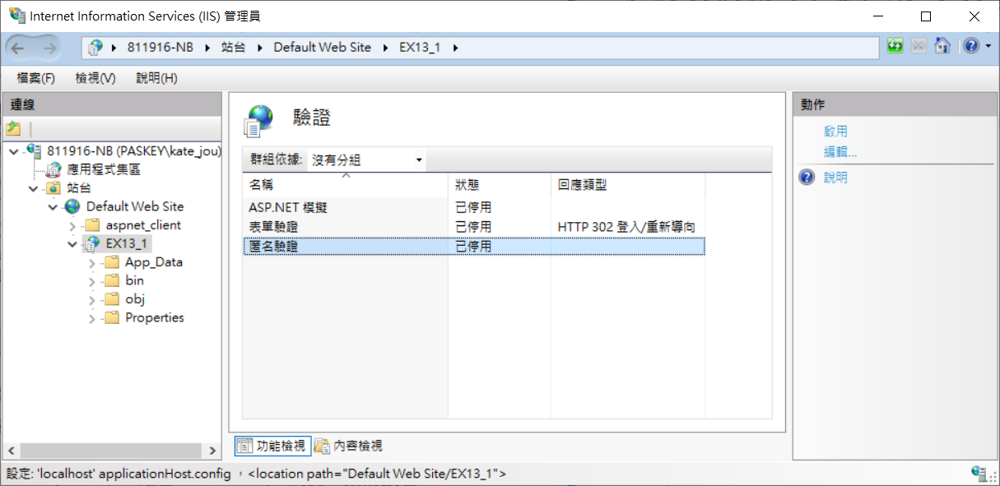 Internet Information Services (IIS) 管理員
811916-NB 站台 Default Web Site EX13_1
檔案(F) 檢視(V) 說明(H)
連線
811916-NB (PASKEY\kate_jou)
應用程式集區
站台
Default Web Site
aspnet_client
EX13_1
App_Data
bin
obj
Properties
驗證
群組依據: 沒有分組
名稱 狀態 回應類型
ASP.NET 模擬 已停用
表單驗證 已停用 HTTP 302 登入/重新導向
匿名驗證 已停用
功能檢視 內容檢視
動作
啟用
編輯...
說明
設定: 'localhost' applicationHost.config ，<location path="Default Web Site/EX13_1">